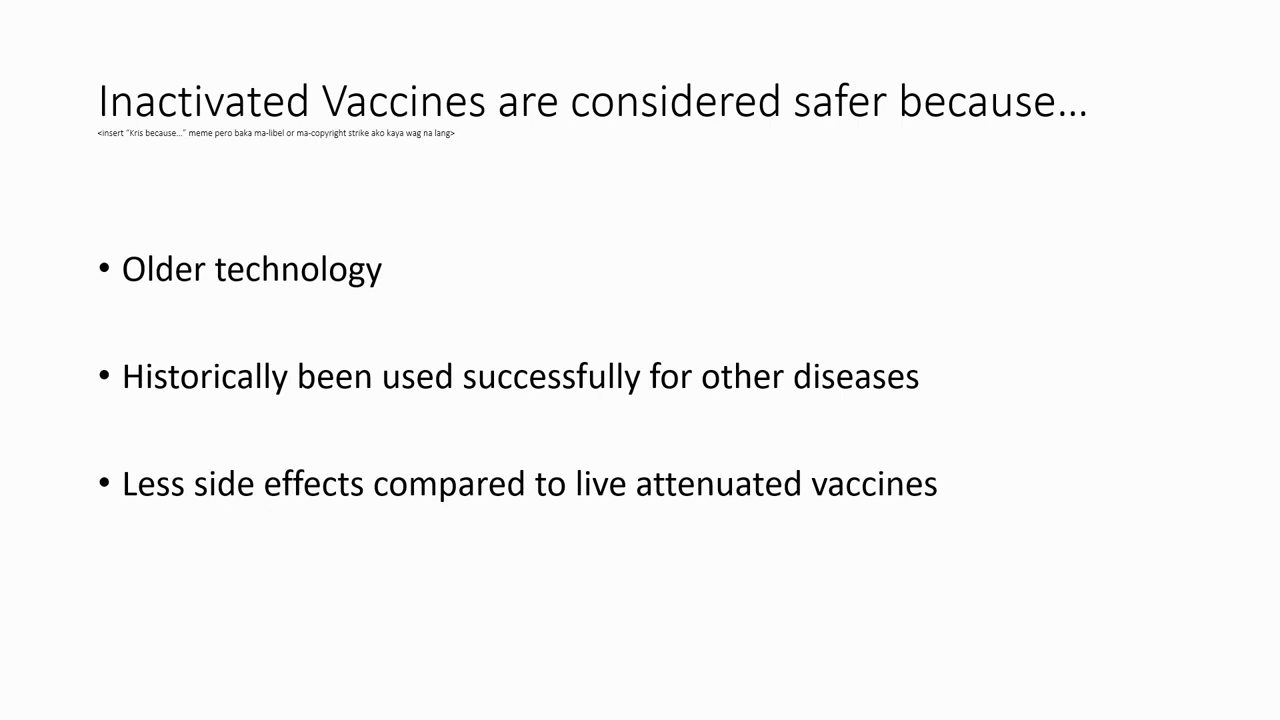 Inactivated Vaccines are considered safer because...
<insert "Kris because..." meme pero baka ma-libel or ma-copyright strike ako kaya wag na lang>
• Older technology
• Historically been used successfully for other diseases
• Less side effects compared to live attenuated vaccines